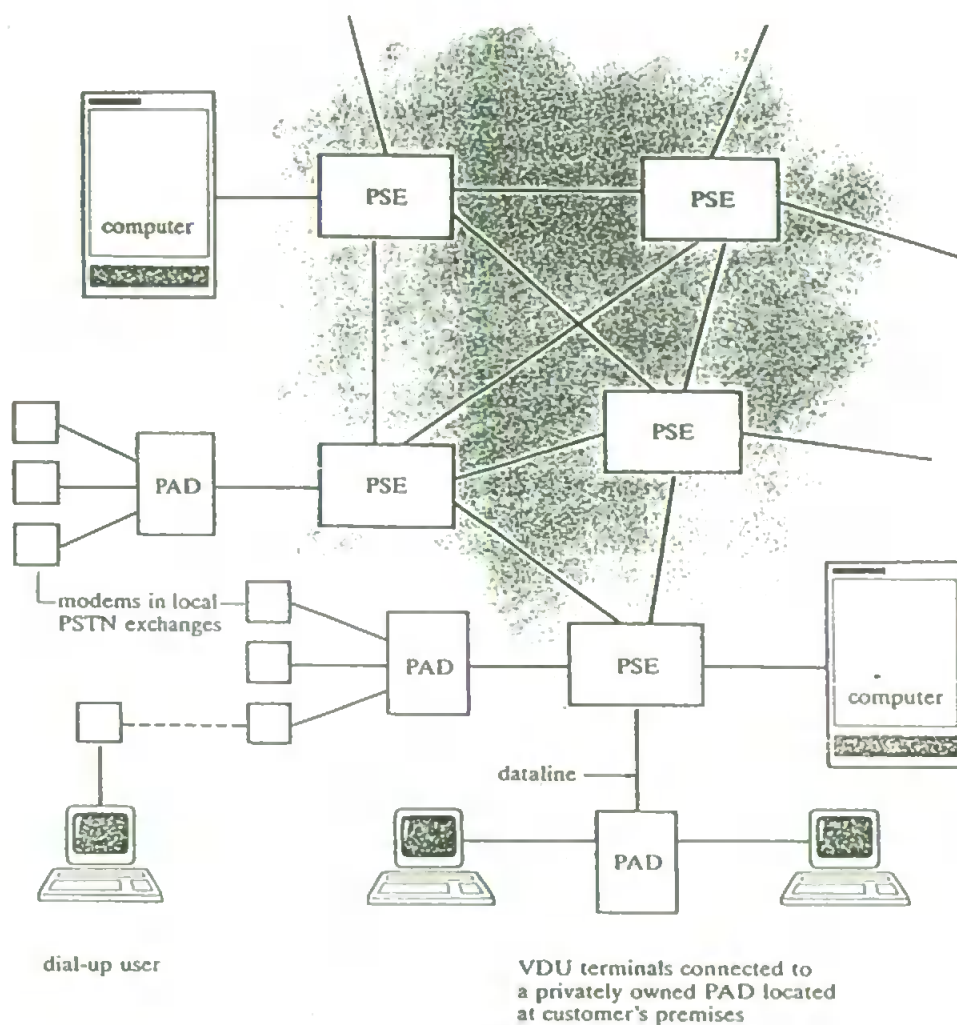 PSE
PSE
computer
PSE
PAD
PSE
modems in local
PSTN exchanges
PAD
PSE
computer
dataline
PAD
dial-up user
VDU terminals connected to
a privately owned PAD located
at customer's premises